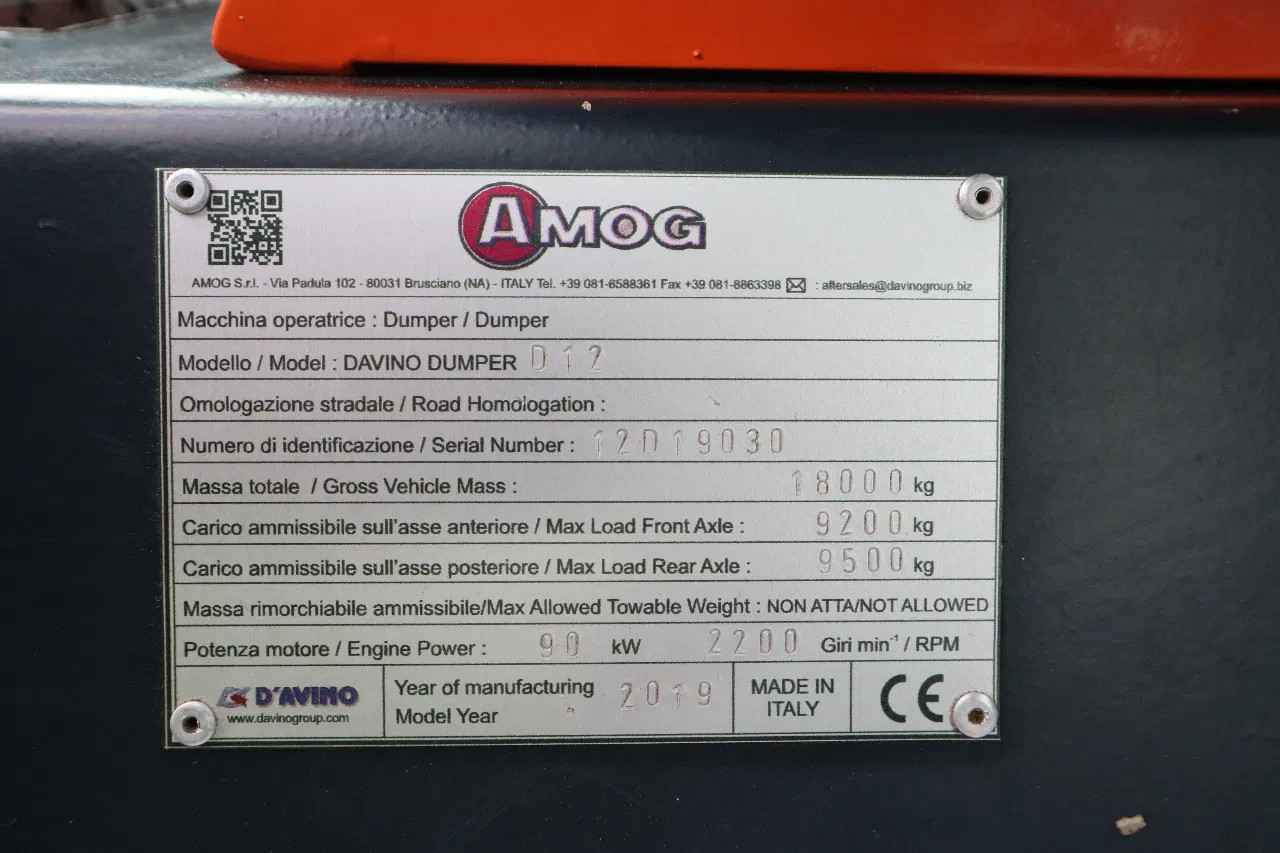 AMOG
AMOG S.r.l. - Via Padula 102 - 80031 Brusciano (NA) - ITALY Tel. +39 081-6588361 Fax +39 081-8863398 : aftersales@davinogroup.biz
Macchina operatrice : Dumper / Dumper
Modello / Model : DAVINO DUMPER D12
Omologazione stradale / Road Homologation :
Numero di identificazione / Serial Number : 12D19030
Massa totale / Gross Vehicle Mass : 18000 kg
Carico ammissibile sull'asse anteriore / Max Load Front Axle : 9200 kg
Carico ammissibile sull'asse posteriore / Max Load Rear Axle : 9500 kg
Massa rimorchiabile ammissibile/Max Allowed Towable Weight : NON ATTA/NOT ALLOWED
Potenza motore / Engine Power : 90 kW 2200 Giri min⁻¹ / RPM
D'AVINO
www.davinogroup.com
Year of manufacturing 2019
Model Year
MADE IN
ITALY
CE